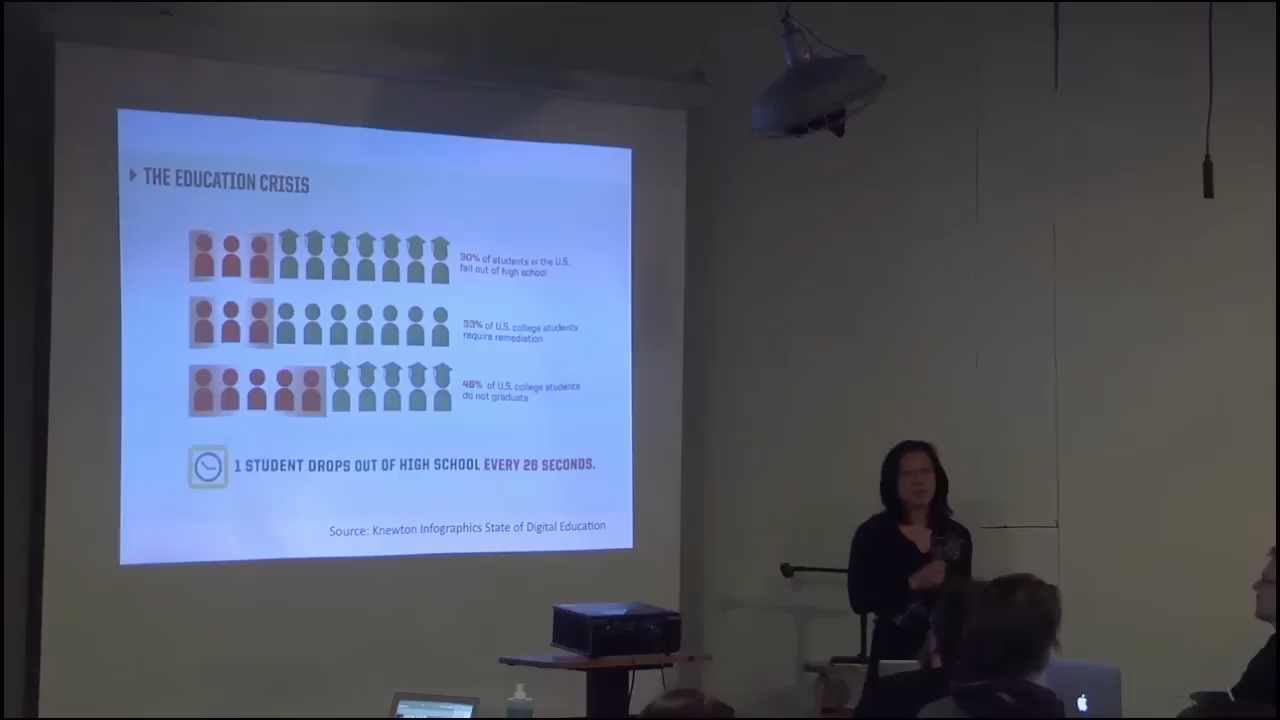 THE EDUCATION CRISIS
30% of students in the U.S.
fail out of high school
33% of U.S. college students
require remediation
46% of U.S. college students
do not graduate
1 STUDENT DROPS OUT OF HIGH SCHOOL EVERY 26 SECONDS.
Source: Knewton Infographics State of Digital Education